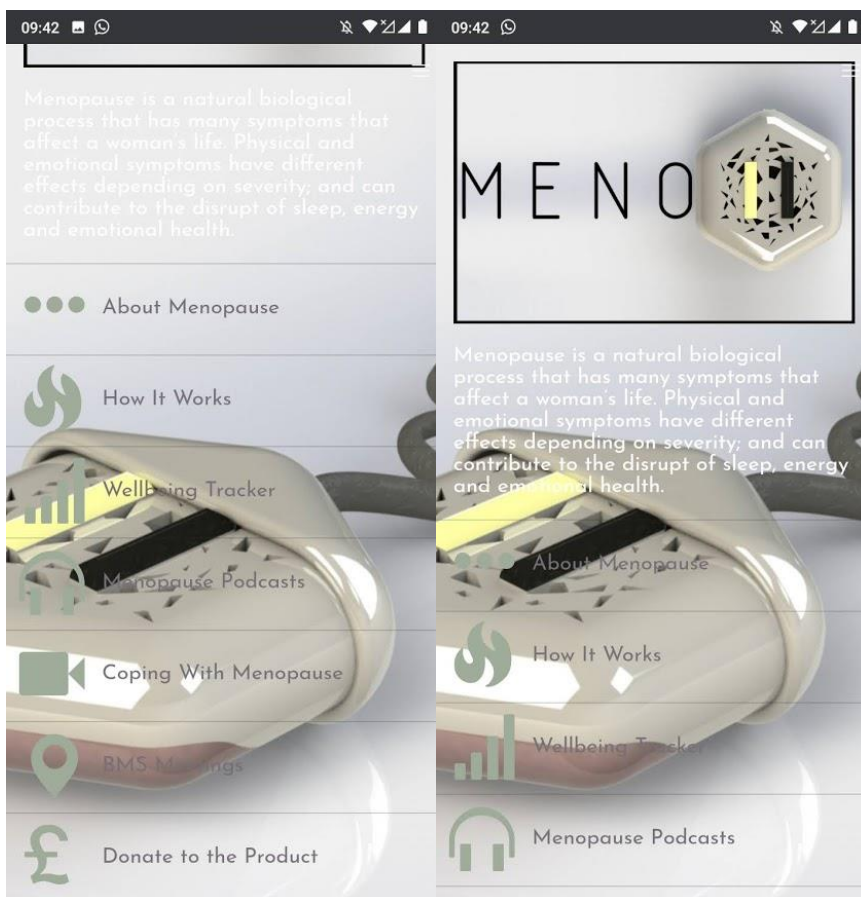 09:42
Menopause is a natural biological
process that has many symptoms that
affect a woman's life. Physical and
emotional symptoms have different
effects depending on severity; and can
contribute to the disrupt of sleep, energy
and emotional health.
About Menopause
How It Works
Wellbeing Tracker
Menopause Podcasts
Coping With Menopause
BMS Meetings
Donate to the Product
09:42
MENO
Menopause is a natural biological
process that has many symptoms that
affect a woman's life. Physical and
emotional symptoms have different
effects depending on severity; and can
contribute to the disrupt of sleep, energy
and emotional health.
About Menopause
How It Works
Wellbeing Tracker
Menopause Podcasts